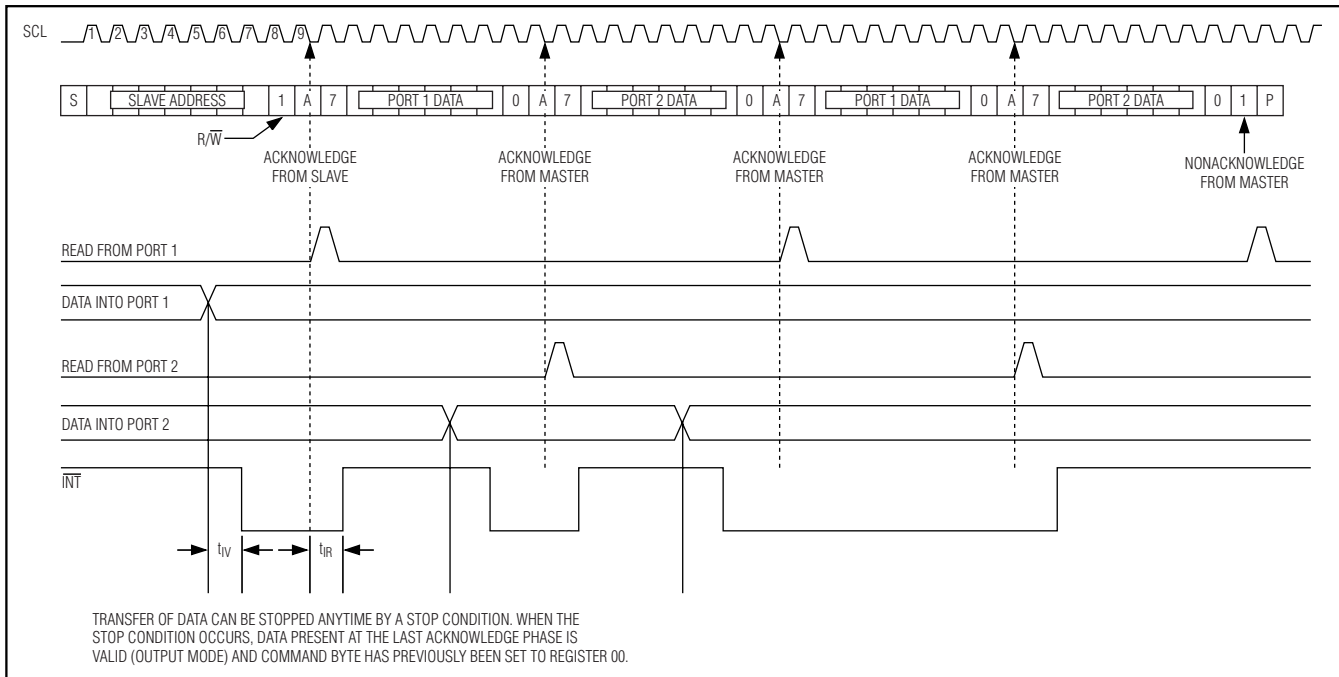 SCL 1 2 3 4 5 6 7 8 9
S SLAVE ADDRESS 1 A 7 PORT 1 DATA 0 A 7 PORT 2 DATA 0 A 7 PORT 1 DATA 0 A 7 PORT 2 DATA 0 1 P
R/W̅
ACKNOWLEDGE
FROM SLAVE
ACKNOWLEDGE
FROM MASTER
ACKNOWLEDGE
FROM MASTER
ACKNOWLEDGE
FROM MASTER
NONACKNOWLEDGE
FROM MASTER
READ FROM PORT 1
DATA INTO PORT 1
READ FROM PORT 2
DATA INTO PORT 2
I̅N̅T̅
tIV tIR
TRANSFER OF DATA CAN BE STOPPED ANYTIME BY A STOP CONDITION. WHEN THE
STOP CONDITION OCCURS, DATA PRESENT AT THE LAST ACKNOWLEDGE PHASE IS
VALID (OUTPUT MODE) AND COMMAND BYTE HAS PREVIOUSLY BEEN SET TO REGISTER 00.